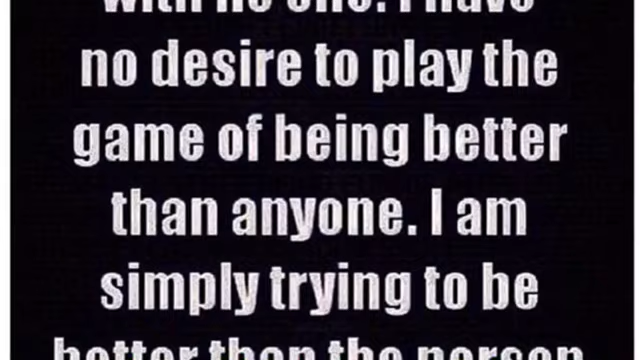 with no one. I have
no desire to play the
game of being better
than anyone. I am
simply trying to be
better than the person